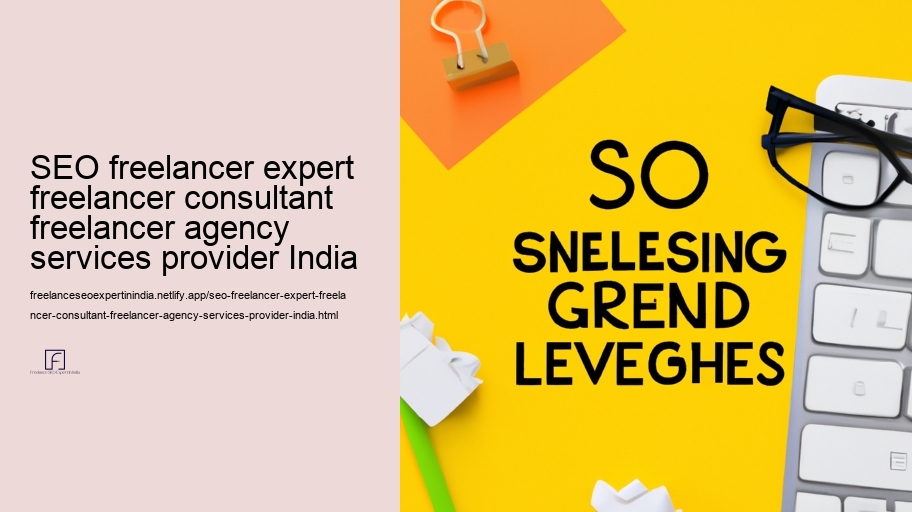 SEO freelancer expert
freelancer consultant
freelancer agency
services provider India
freelanceseoexpertinindia.netlify.app/seo-freelancer-expert-freela
ncer-consultant-freelancer-agency-services-provider-india.html
SO
SNELESING
GREND
LEVEGHES